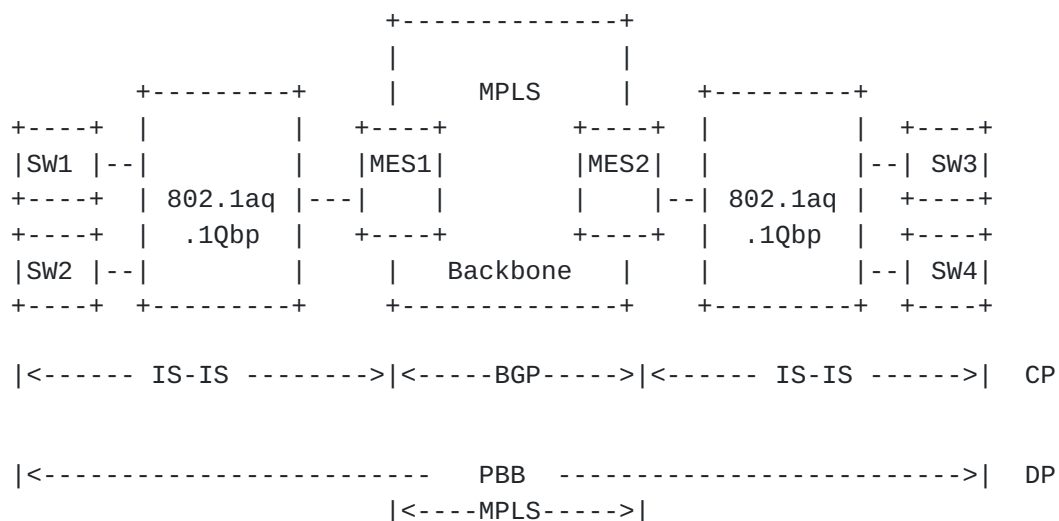 MPLS
SW1 MES1 MES2 SW3
802.1aq 802.1aq
.1Qbp .1Qbp
SW2 Backbone SW4
|<------ IS-IS -------->|<-----BGP----->|<------ IS-IS ------>| CP
|<------------------------- PBB -------------------------->| DP
|<----MPLS----->|